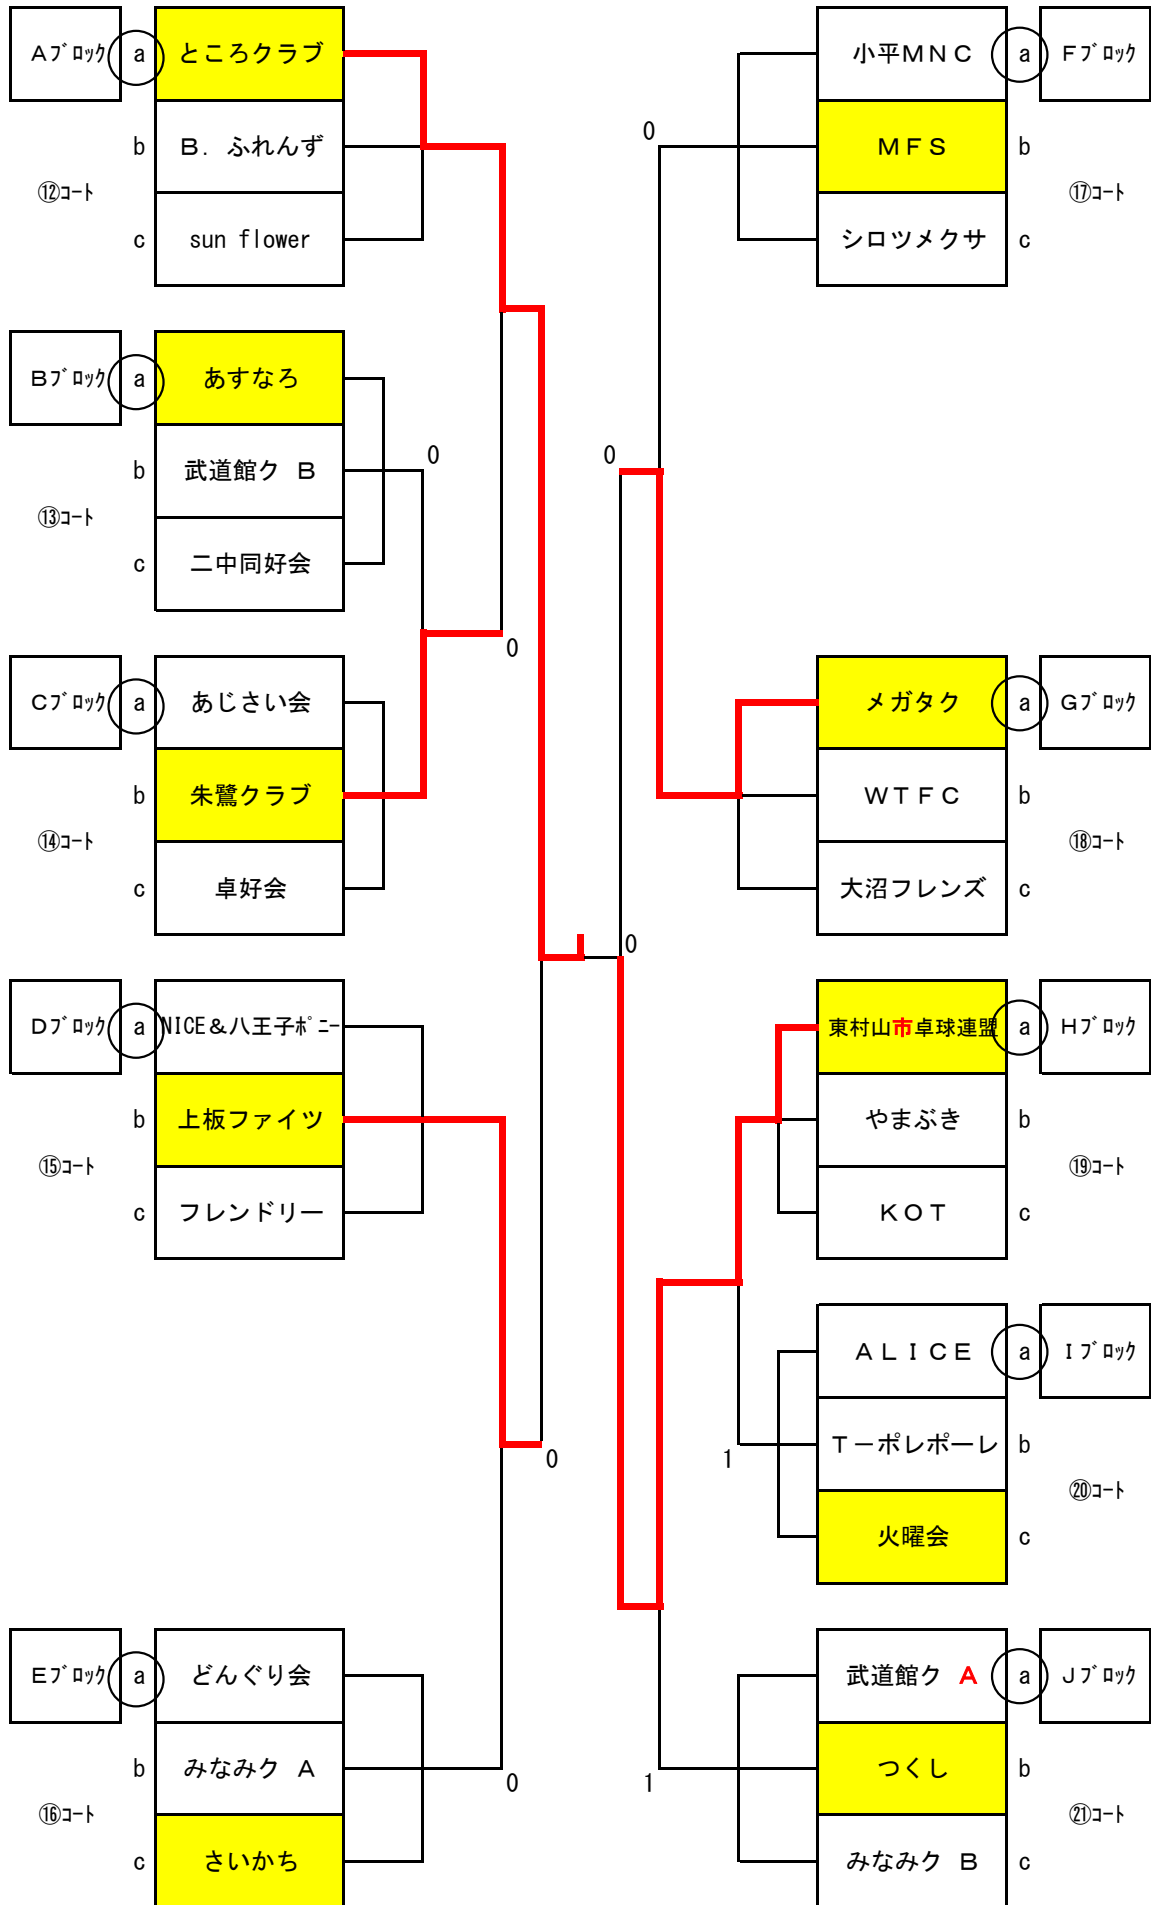 Aﾌﾞﾛｯｸ a ところクラブ
b B．ふれんず
⑫ｺｰﾄ
c sun flower
Bﾌﾞﾛｯｸ a あすなろ
0
b 武道館ク B
⑬ｺｰﾄ
c 二中同好会
0
Cﾌﾞﾛｯｸ a あじさい会
b 朱鷺クラブ
⑭ｺｰﾄ
c 卓好会
Dﾌﾞﾛｯｸ a NICE＆八王子ﾎﾟﾆｰ
b 上板ファイツ
⑮ｺｰﾄ
c フレンドリー
0
Eﾌﾞﾛｯｸ a どんぐり会
b みなみク A
0
⑯ｺｰﾄ
c さいかち
小平MNC a Fﾌﾞﾛｯｸ
0
MFS b
⑰ｺｰﾄ
シロツメクサ c
0
メガタク a Gﾌﾞﾛｯｸ
WTFC b
⑱ｺｰﾄ
大沼フレンズ c
0
東村山市卓球連盟 a Hﾌﾞﾛｯｸ
やまぶき b
⑲ｺｰﾄ
KOT c
ALICE a Iﾌﾞﾛｯｸ
T－ポレポーレ b
1
⑳ｺｰﾄ
火曜会 c
武道館ク A a Jﾌﾞﾛｯｸ
つくし b
1
㉑ｺｰﾄ
みなみク B c